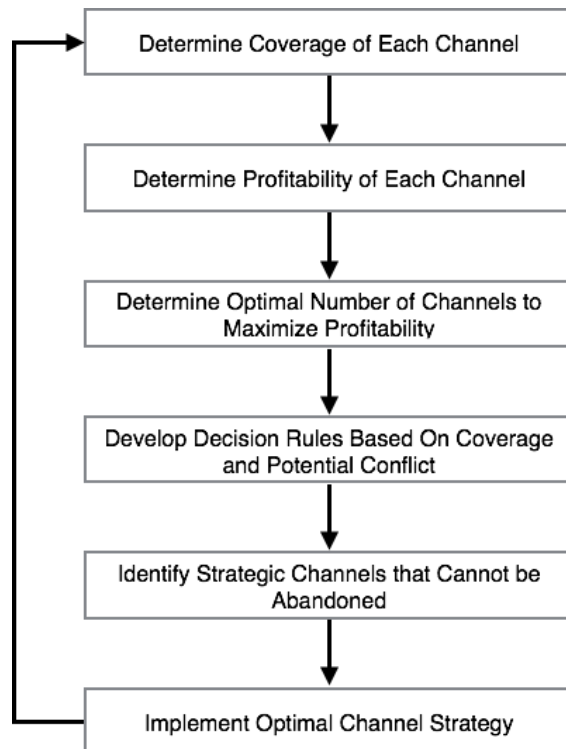 Determine Coverage of Each Channel
Determine Profitability of Each Channel
Determine Optimal Number of Channels to
Maximize Profitability
Develop Decision Rules Based On Coverage
and Potential Conflict
Identify Strategic Channels that Cannot be
Abandoned
Implement Optimal Channel Strategy